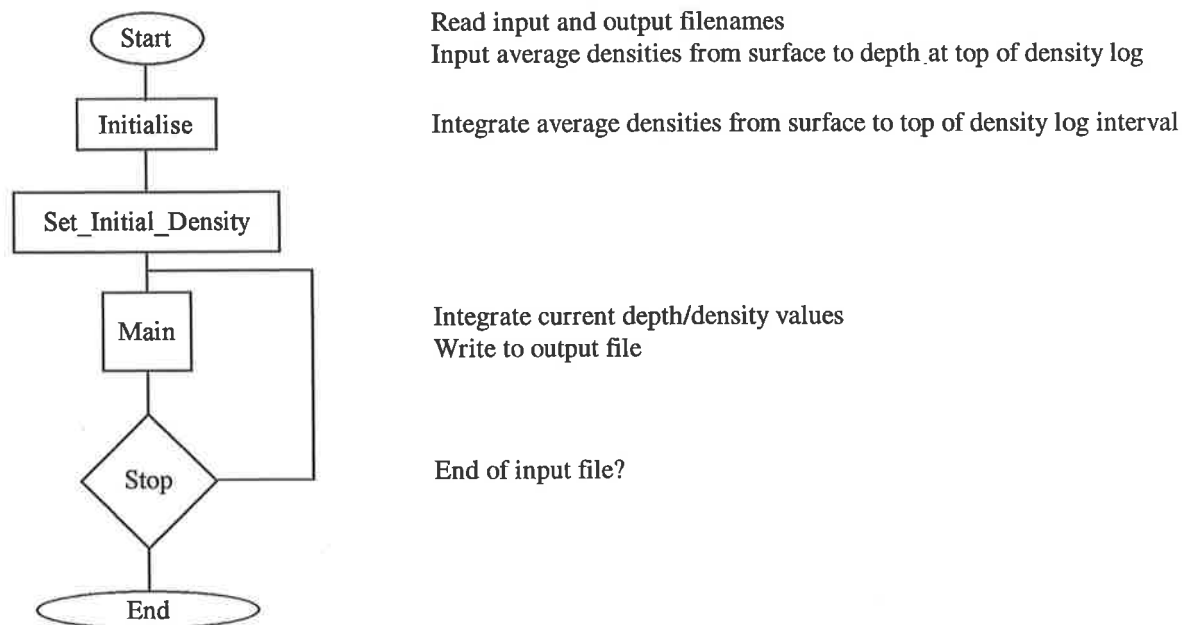 Start
Read input and output filenames
Input average densities from surface to depth at top of density log
Initialise
Integrate average densities from surface to top of density log interval
Set_Initial_Density
Main
Integrate current depth/density values
Write to output file
Stop
End of input file?
End